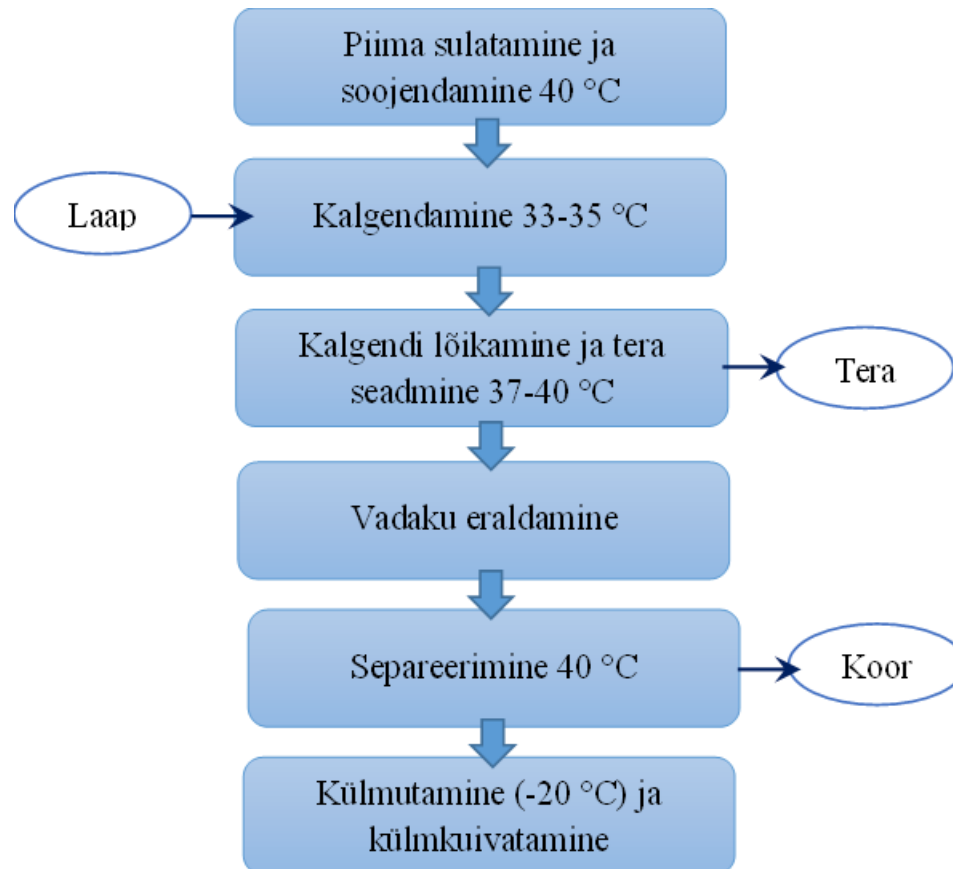 Piima sulatamine ja
soojendamine 40 °C
Laap
Kalgendamine 33-35 °C
Kalgendi lõikamine ja tera
seadmine 37-40 °C
Tera
Vadaku eraldamine
Separeerimine 40 °C
Koor
Külmutamine (-20 °C) ja
külmkuivatamine